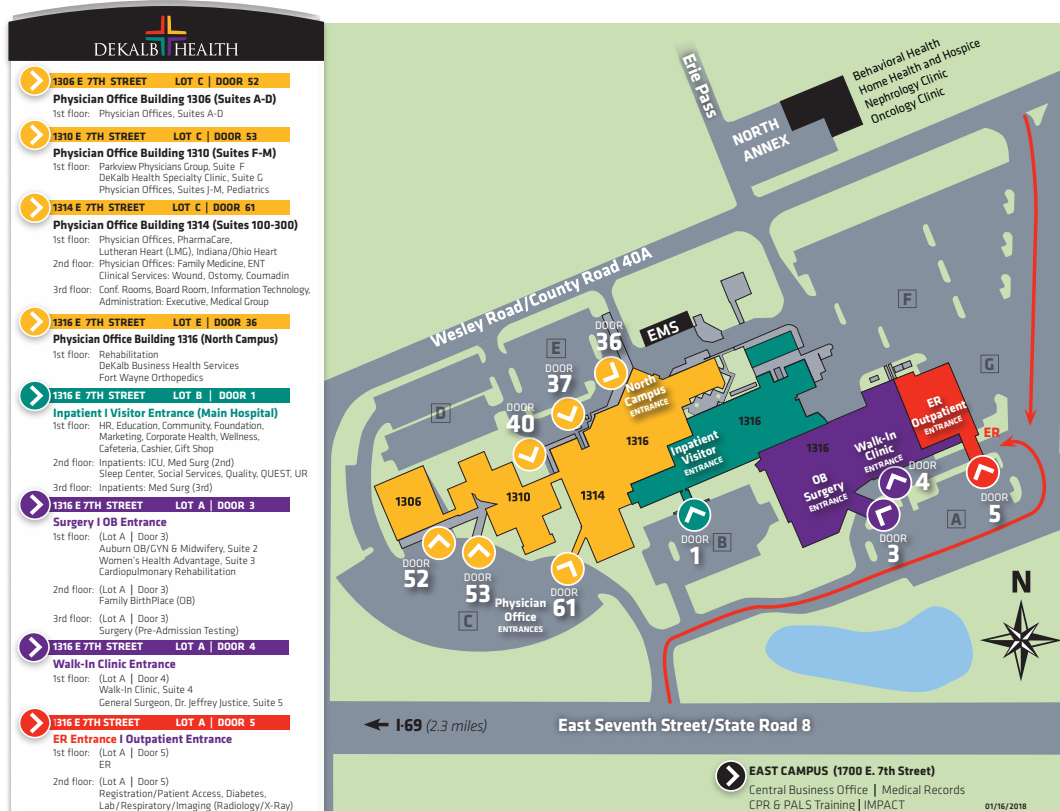 DEKALB HEALTH
1306 E 7TH STREET LOT C | DOOR 52
Physician Office Building 1306 (Suites A-D)
1st floor: Physician Offices, Suites A-D
1310 E 7TH STREET LOT C | DOOR 53
Physician Office Building 1310 (Suites F-M)
1st floor: Parkview Physicians Group, Suite F
DeKalb Health Specialty Clinic, Suite G
Physician Offices, Suites J-M, Pediatrics
1314 E 7TH STREET LOT C | DOOR 61
Physician Office Building 1314 (Suites 100-300)
1st floor: Physician Offices, PharmaCare,
Lutheran Heart (LMG), Indiana/Ohio Heart
2nd floor: Physician Offices: Family Medicine, ENT
Clinical Services: Wound, Ostomy, Coumadin
3rd floor: Conf. Rooms, Board Room, Information Technology,
Administration: Executive, Medical Group
1316 E 7TH STREET LOT E | DOOR 36
Physician Office Building 1316 (North Campus)
1st floor: Rehabilitation
DeKalb Business Health Services
Fort Wayne Orthopedics
1316 E 7TH STREET LOT B | DOOR 1
Inpatient | Visitor Entrance (Main Hospital)
1st floor: HR, Education, Community, Foundation,
Marketing, Corporate Health, Wellness,
Cafeteria, Cashier, Gift Shop
2nd floor: Inpatients: ICU, Med Surg (2nd)
Sleep Center, Social Services, Quality, QUEST, UR
3rd floor: Inpatients: Med Surg (3rd)
1316 E 7TH STREET LOT A | DOOR 3
Surgery | OB Entrance
1st floor: (Lot A | Door 3)
Auburn OB/GYN & Midwifery, Suite 2
Women's Health Advantage, Suite 3
Cardiopulmonary Rehabilitation
2nd floor: (Lot A | Door 3)
Family BirthPlace (OB)
3rd floor: (Lot A | Door 3)
Surgery (Pre-Admission Testing)
1316 E 7TH STREET LOT A | DOOR 4
Walk-In Clinic Entrance
1st floor: (Lot A | Door 4)
Walk-In Clinic, Suite 4
General Surgeon, Dr. Jeffrey Justice, Suite 5
1316 E 7TH STREET LOT A | DOOR 5
ER Entrance | Outpatient Entrance
1st floor: (Lot A | Door 5)
ER
2nd floor: (Lot A | Door 5)
Registration/Patient Access, Diabetes,
Lab/Respiratory/Imaging (Radiology/X-Ray)
Erie Pass
NORTH
ANNEX
Behavioral Health
Home Health and Hospice
Nephrology Clinic
Oncology Clinic
Wesley Road/County Road 40A
EMS
F
E
G
D
DOOR
36
DOOR
37
DOOR
40
North
Campus
ENTRANCE
1316
Inpatient
Visitor
ENTRANCE
1316
1316
OB
Surgery
ENTRANCE
Walk-In
Clinic
ENTRANCE
ER
Outpatient
ENTRANCE
ER
1306
1310
1314
DOOR
4
DOOR
5
DOOR
3
DOOR
1
A
B
DOOR
52
DOOR
53
DOOR
61
C
Physician
Office
ENTRANCES
N
I-69 (2.3 miles)
East Seventh Street/State Road 8
EAST CAMPUS (1700 E. 7th Street)
Central Business Office | Medical Records
CPR & PALS Training | IMPACT
01/16/2018